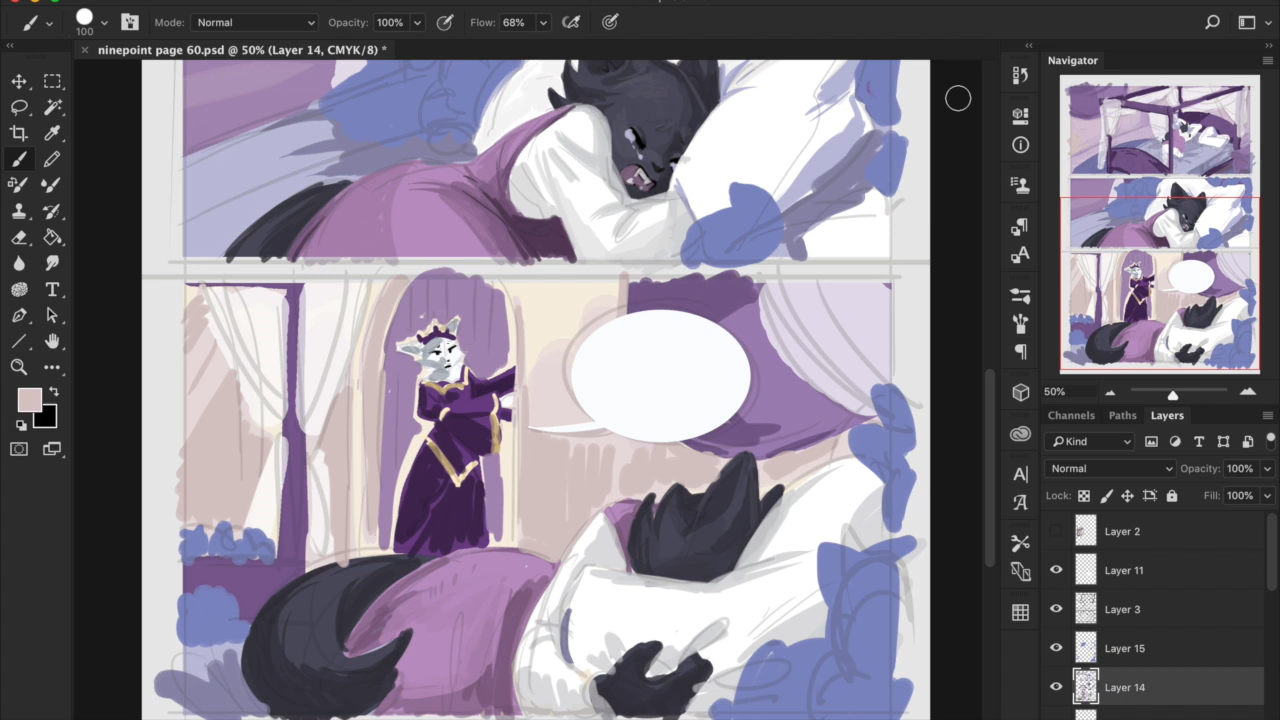 100
Mode: Normal
Opacity: 100%
Flow: 68%
ninepoint page 60.psd @ 50% (Layer 14, CMYK/8) *
Navigator
50%
Channels Paths Layers
Kind
Normal
Opacity: 100%
Lock:
Fill: 100%
Layer 2
Layer 11
Layer 3
Layer 15
Layer 14